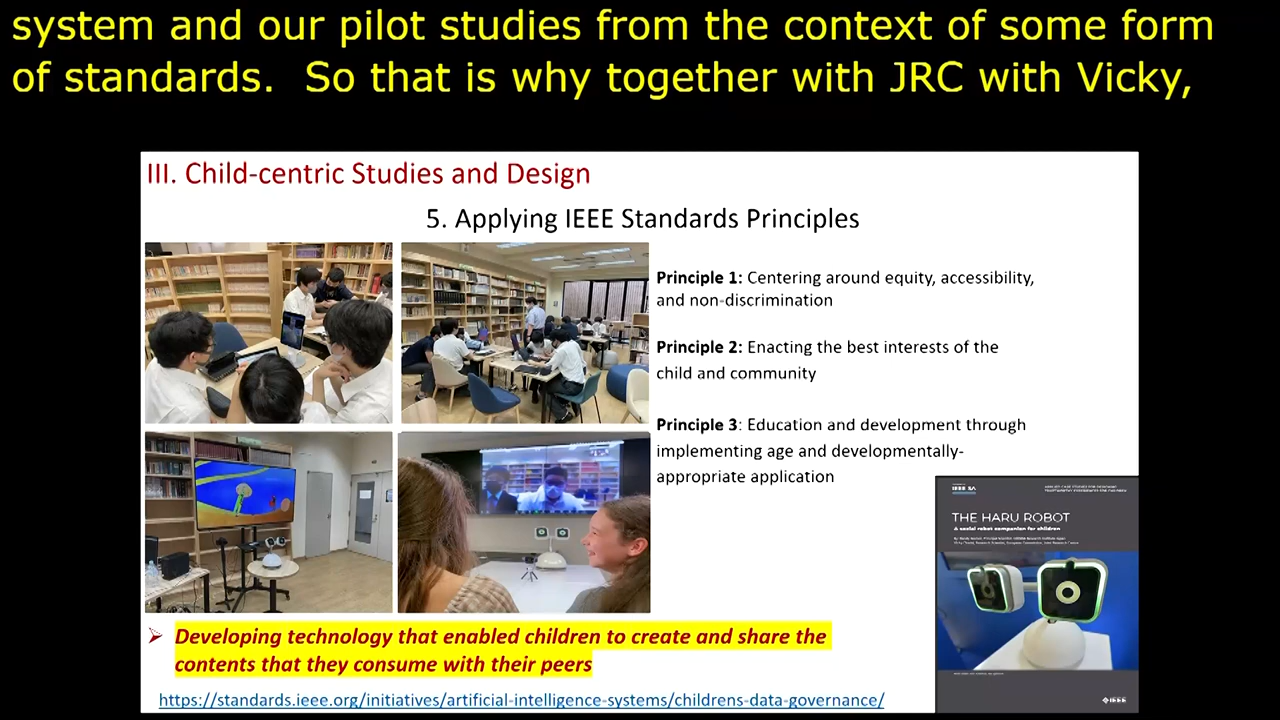 system and our pilot studies from the context of some form
of standards.  So that is why together with JRC with Vicky,
III. Child-centric Studies and Design
5. Applying IEEE Standards Principles
Principle 1: Centering around equity, accessibility,
and non-discrimination
Principle 2: Enacting the best interests of the
child and community
Principle 3: Education and development through
implementing age and developmentally-
appropriate application
IEEE SA
THE HARU ROBOT
A social robot companion for children
IEEE
➢ Developing technology that enabled children to create and share the
contents that they consume with their peers
https://standards.ieee.org/initiatives/artificial-intelligence-systems/childrens-data-governance/